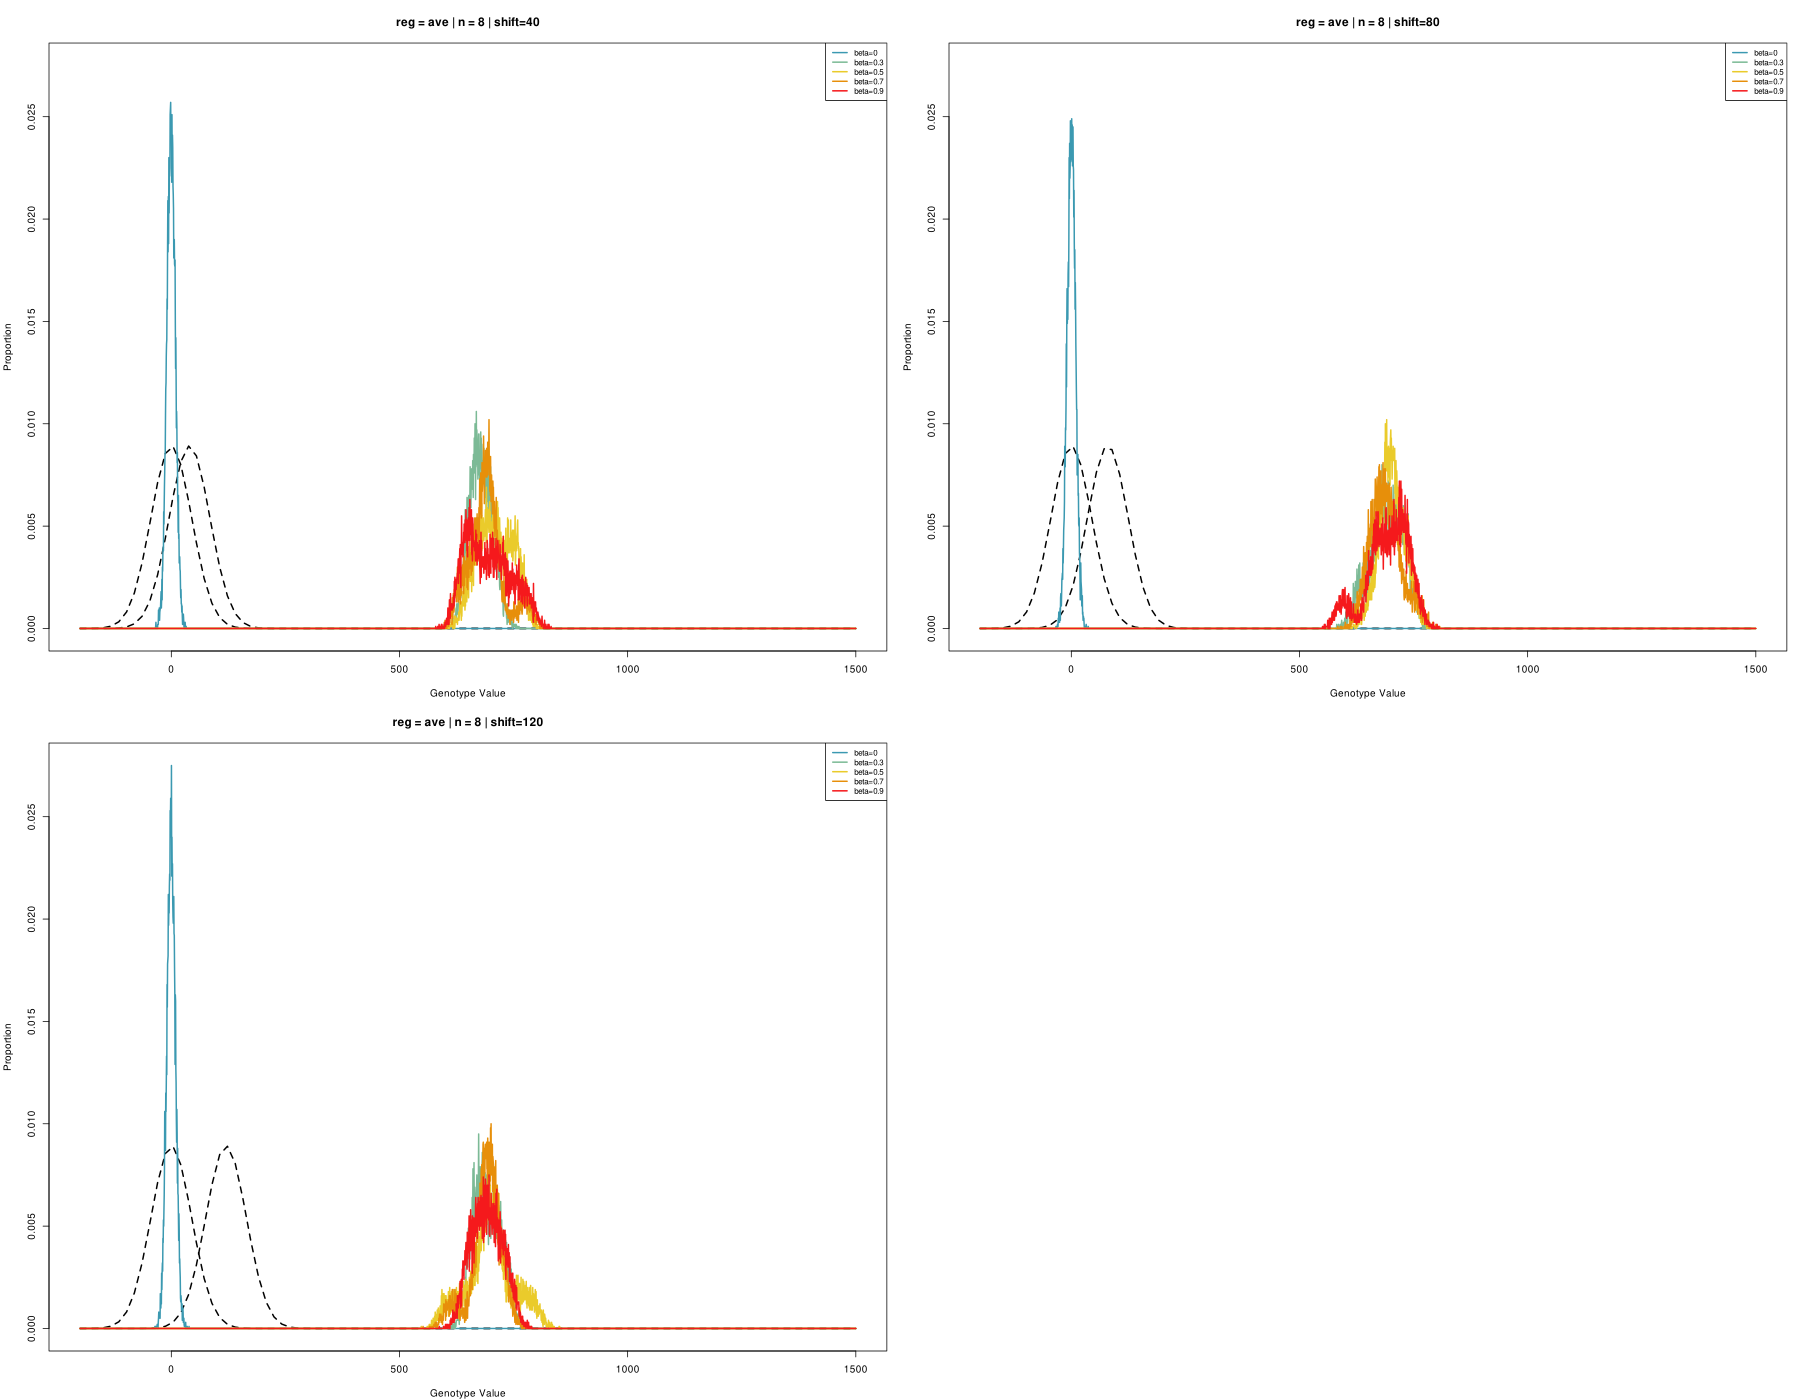 reg = ave | n = 8 | shift=40
beta=0
beta=0.3
beta=0.5
beta=0.7
beta=0.9
Proportion
0.025
0.020
0.015
0.010
0.005
0.000
0 500 1000 1500
Genotype Value
reg = ave | n = 8 | shift=80
beta=0
beta=0.3
beta=0.5
beta=0.7
beta=0.9
Proportion
0.025
0.020
0.015
0.010
0.005
0.000
0 500 1000 1500
Genotype Value
reg = ave | n = 8 | shift=120
beta=0
beta=0.3
beta=0.5
beta=0.7
beta=0.9
Proportion
0.025
0.020
0.015
0.010
0.005
0.000
0 500 1000 1500
Genotype Value